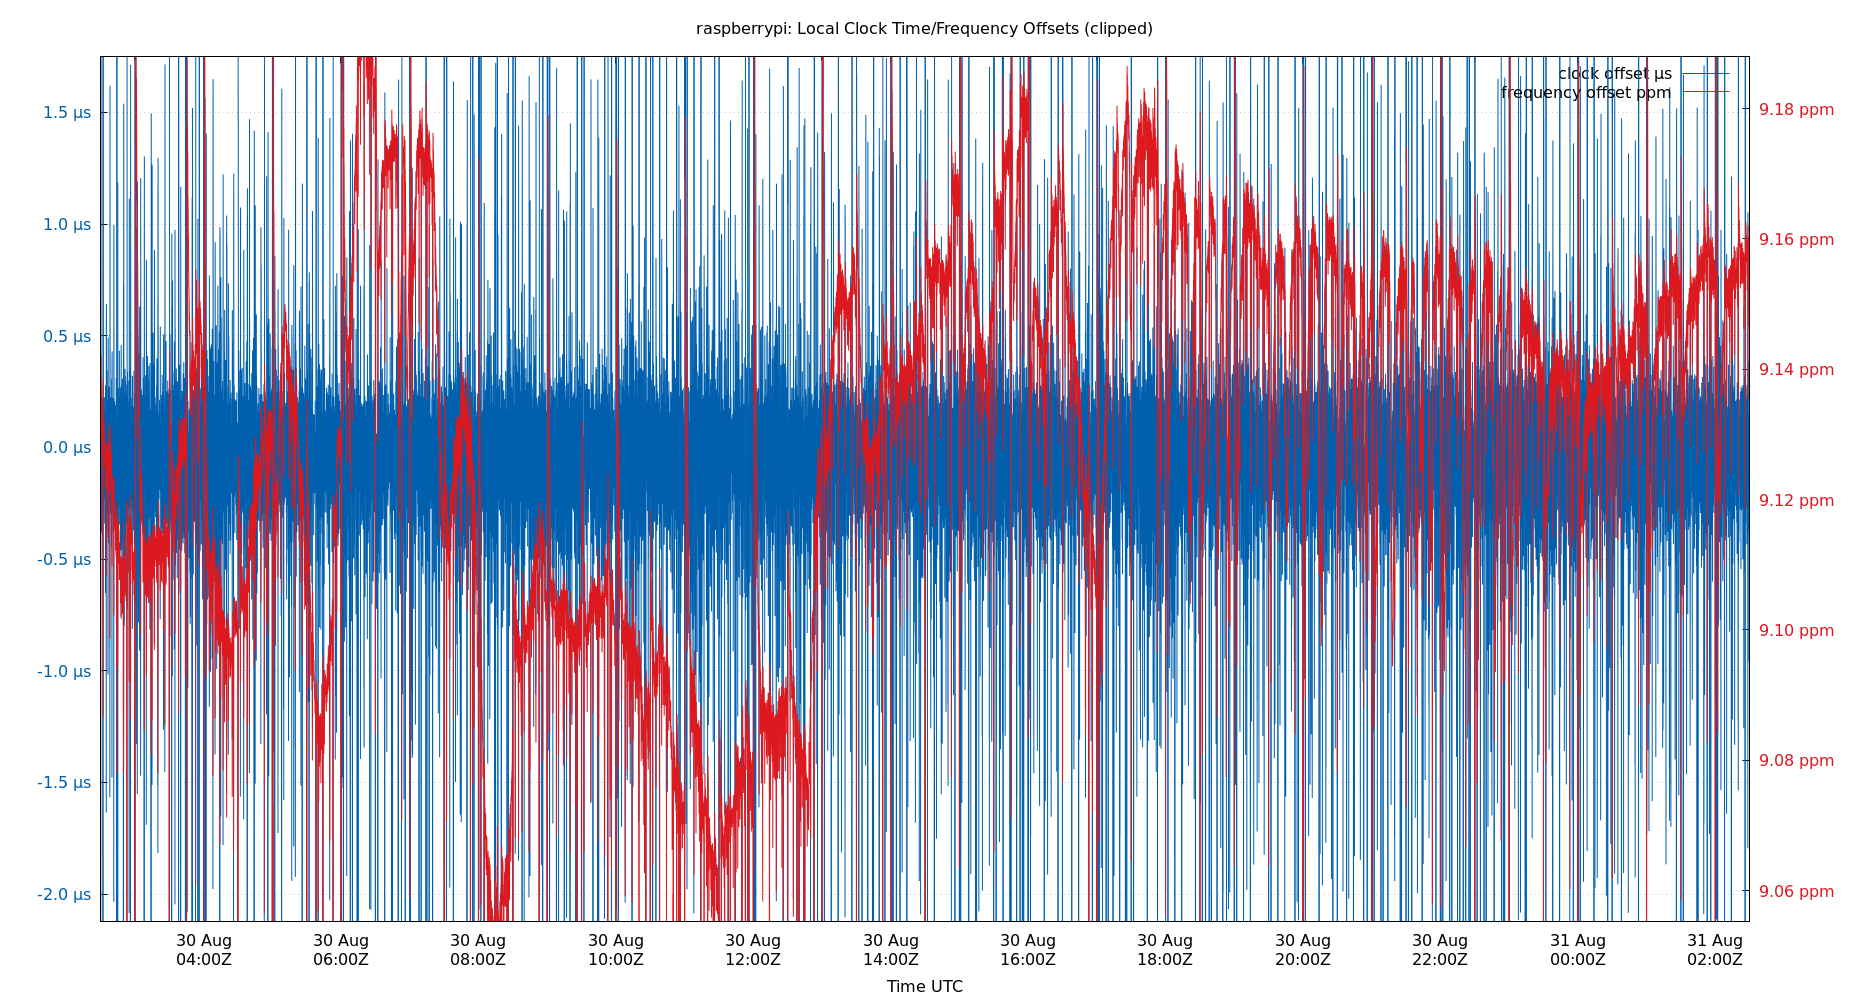 raspberrypi: Local Clock Time/Frequency Offsets (clipped)
clock offset µs
frequency offset ppm
1.5 µs
1.0 µs
0.5 µs
0.0 µs
-0.5 µs
-1.0 µs
-1.5 µs
-2.0 µs
9.18 ppm
9.16 ppm
9.14 ppm
9.12 ppm
9.10 ppm
9.08 ppm
9.06 ppm
30 Aug
04:00Z
30 Aug
06:00Z
30 Aug
08:00Z
30 Aug
10:00Z
30 Aug
12:00Z
30 Aug
14:00Z
30 Aug
16:00Z
30 Aug
18:00Z
30 Aug
20:00Z
30 Aug
22:00Z
31 Aug
00:00Z
31 Aug
02:00Z
Time UTC